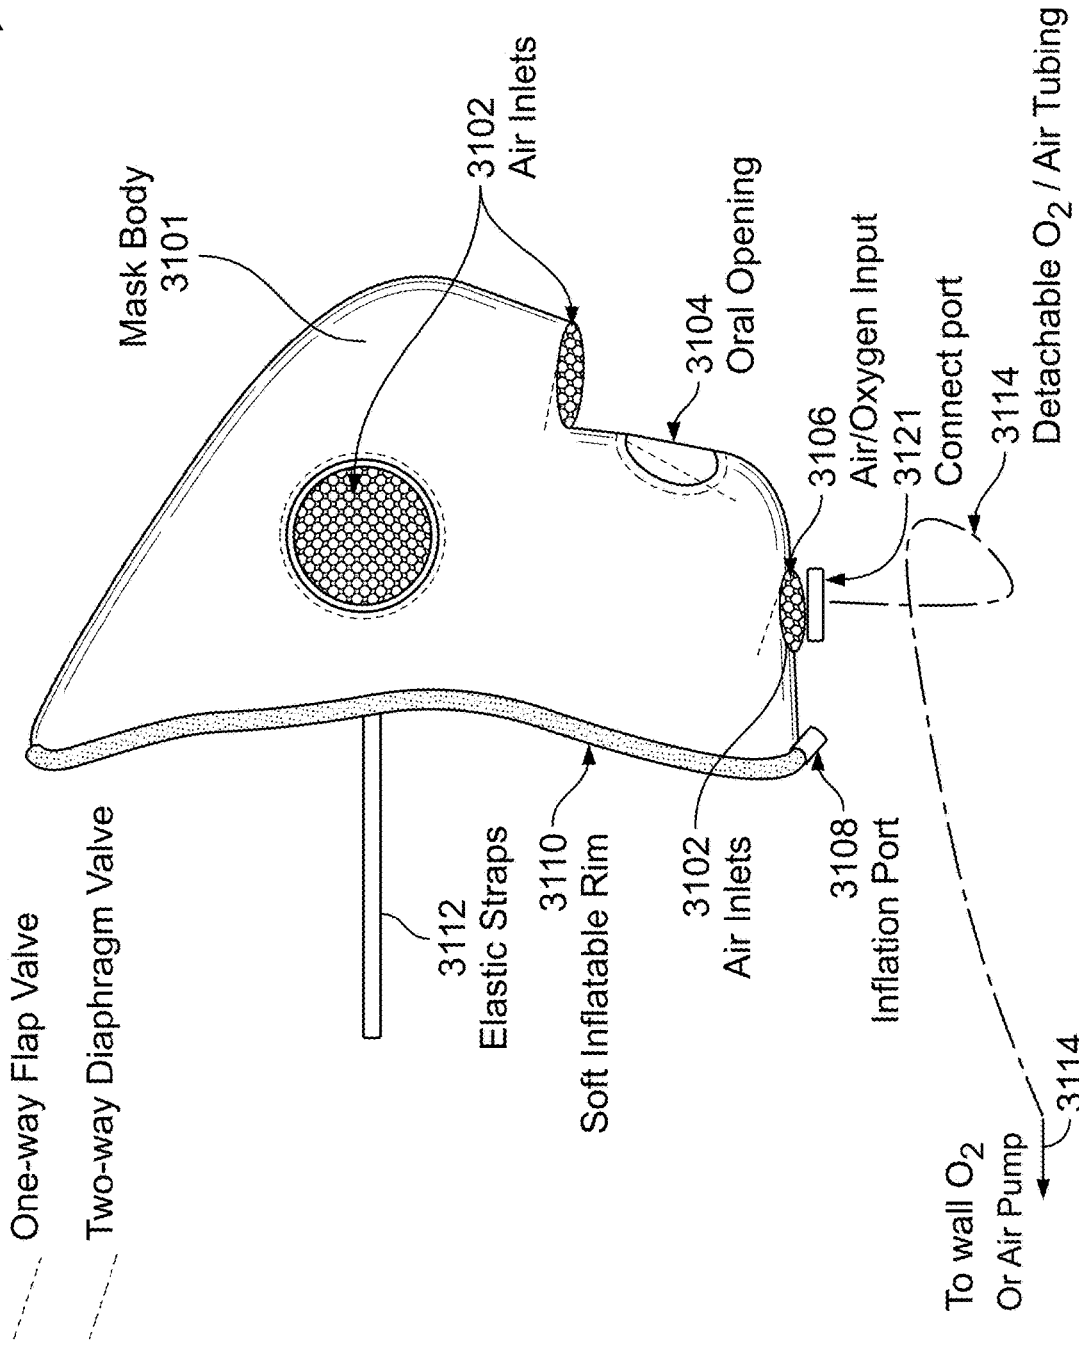 One-way Flap Valve
Two-way Diaphragm Valve
Mask Body
3101
3102
Air Inlets
3112
Elastic Straps
3110
Soft Inflatable Rim
3104
Oral Opening
3102
Air Inlets
3106
Air/Oxygen Input
3108
Inflation Port
3121
Connect port
3114
Detachable O2 / Air Tubing
To wall O2
Or Air Pump
3114